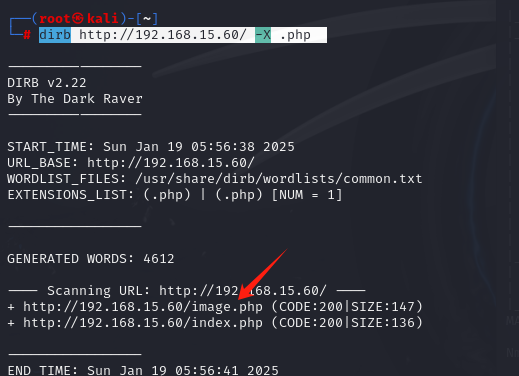 ┌──(root㉿kali)-[~]
└─# dirb http://192.168.15.60/ -X .php
-----------------
DIRB v2.22
By The Dark Raver
-----------------
START_TIME: Sun Jan 19 05:56:38 2025
URL_BASE: http://192.168.15.60/
WORDLIST_FILES: /usr/share/dirb/wordlists/common.txt
EXTENSIONS_LIST: (.php) | (.php) [NUM = 1]
-----------------
GENERATED WORDS: 4612
---- Scanning URL: http://192.168.15.60/ ----
+ http://192.168.15.60/image.php (CODE:200|SIZE:147)
+ http://192.168.15.60/index.php (CODE:200|SIZE:136)
-----------------
END_TIME: Sun Jan 19 05:56:41 2025